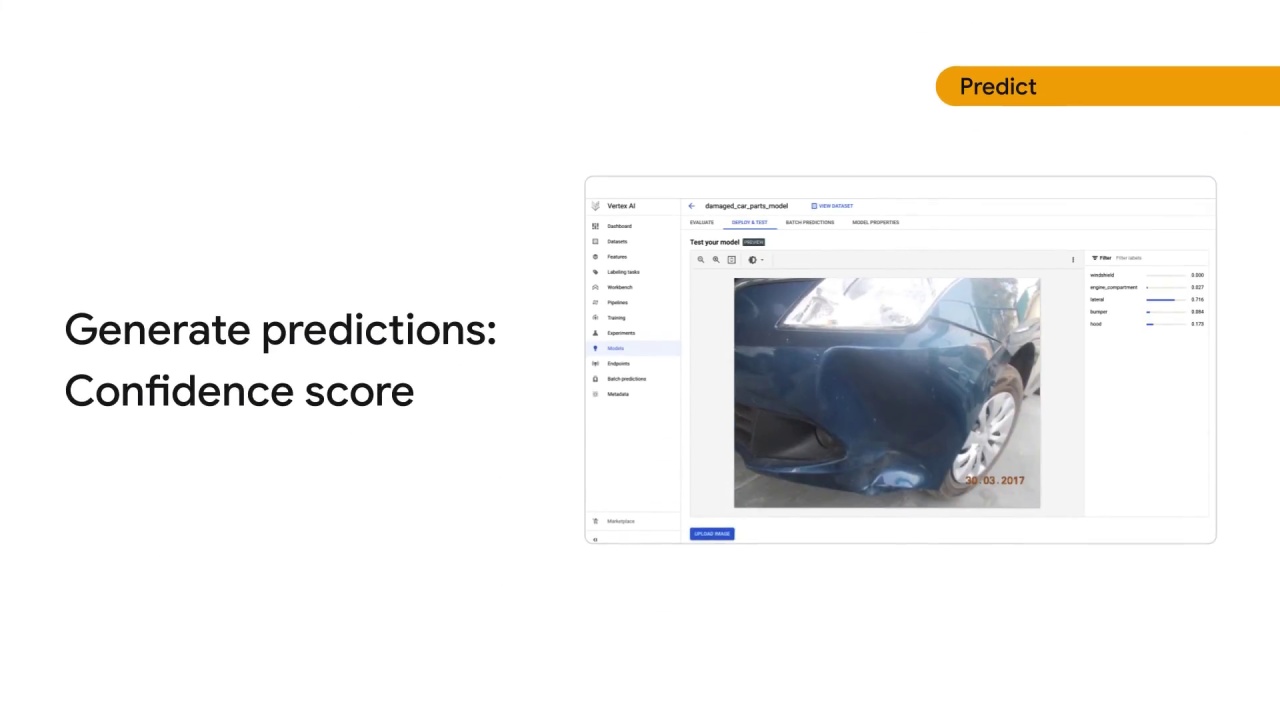 Predict
Generate predictions:
Confidence score
Vertex AI
damaged_car_parts_model
VIEW DATASET
Dashboard
Datasets
Features
Labeling tasks
Workbench
Pipelines
Training
Experiments
Models
Endpoints
Batch predictions
Metadata
Marketplace
EVALUATE DEPLOY & TEST BATCH PREDICTIONS MODEL PROPERTIES
Test your model PREVIEW
Filter Filter labels
windshield 0.000
engine_compartment 0.027
lateral 0.716
bumper 0.084
hood 0.173
30.03.2017
UPLOAD IMAGE